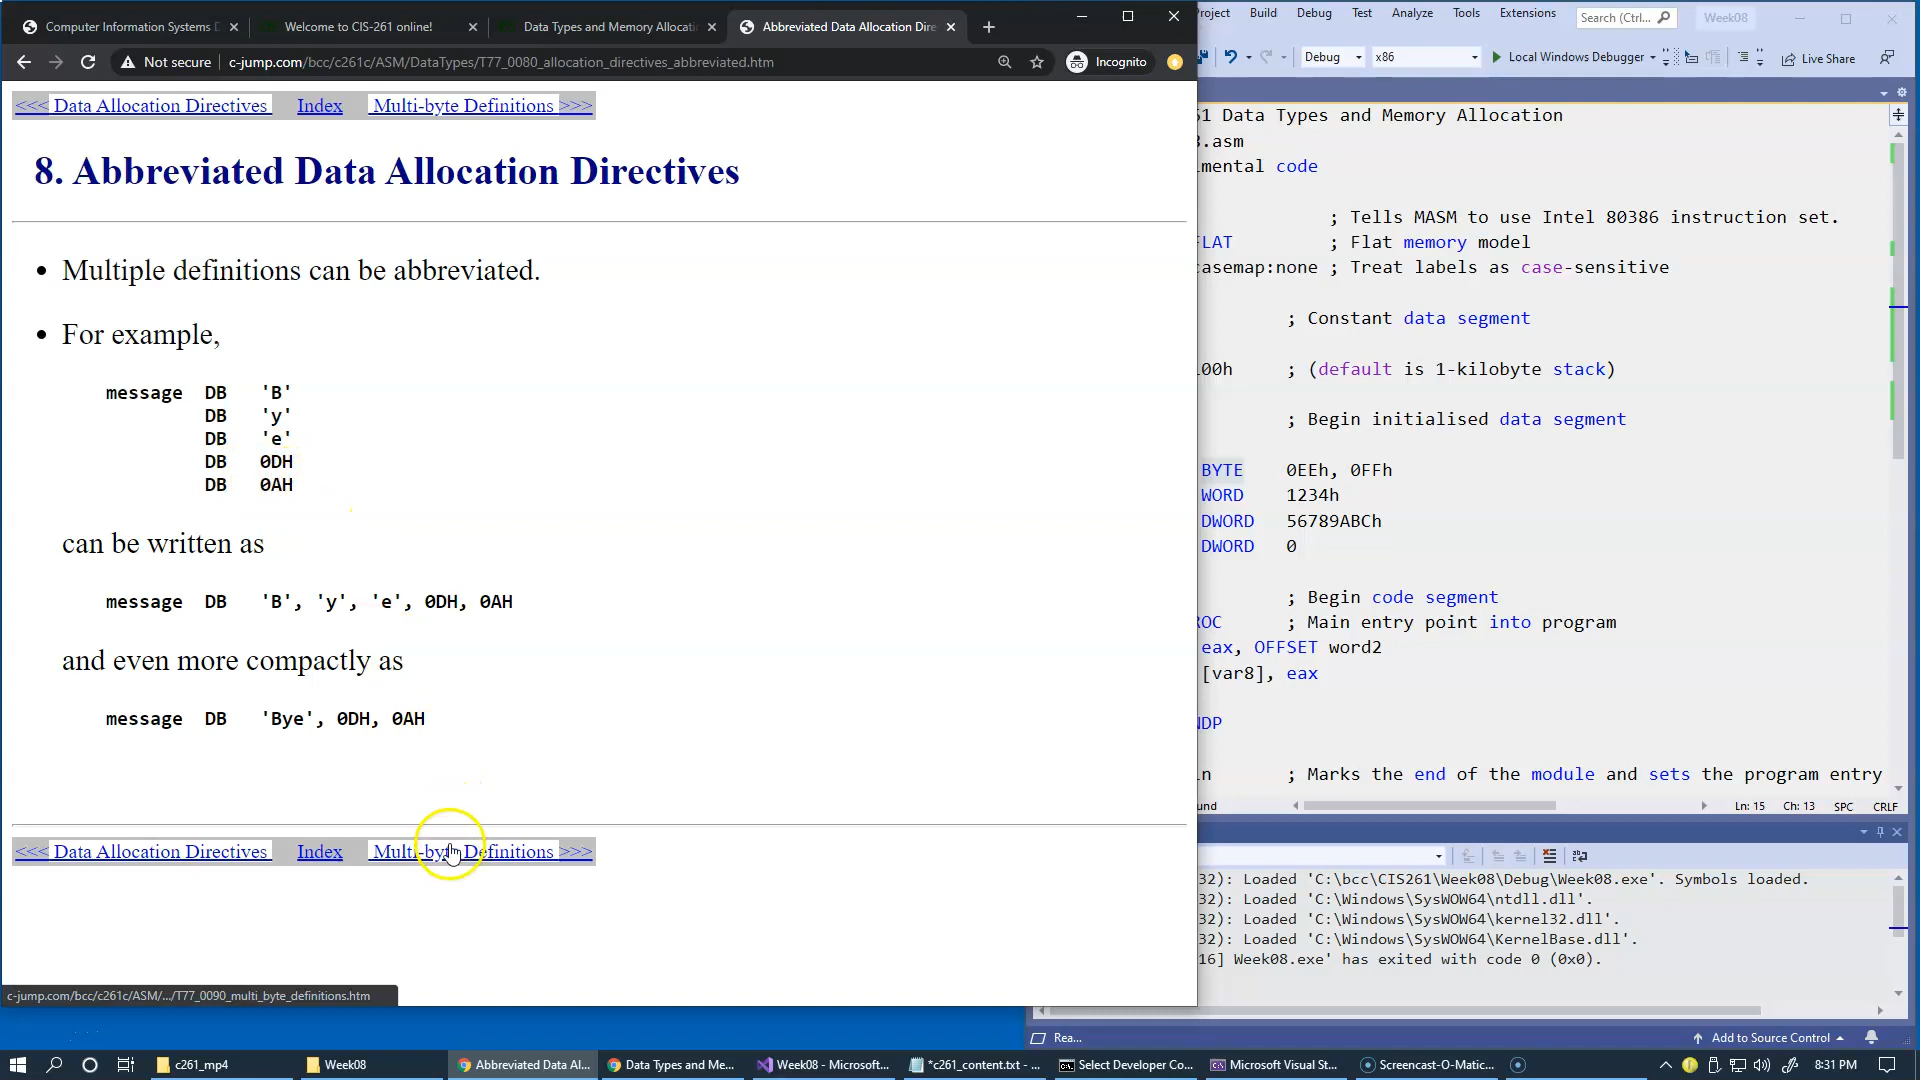 Computer Information Systems D
Welcome to CIS-261 online!
Data Types and Memory Allocati
Abbreviated Data Allocation Dire
Not secure
c-jump.com/bcc/c261c/ASM/DataTypes/T77_0080_allocation_directives_abbreviated.htm
Incognito
<<< Data Allocation Directives Index Multi-byte Definitions >>>
8. Abbreviated Data Allocation Directives
• Multiple definitions can be abbreviated.
• For example,
message DB 'B'
DB 'y'
DB 'e'
DB 0DH
DB 0AH
can be written as
message DB 'B', 'y', 'e', 0DH, 0AH
and even more compactly as
message DB 'Bye', 0DH, 0AH
<<< Data Allocation Directives Index Multi-byte Definitions >>>
c-jump.com/bcc/c261c/ASM/.../T77_0090_multi_byte_definitions.htm
Project Build Debug Test Analyze Tools Extensions Search (Ctrl... Week08
Debug x86 Local Windows Debugger Live Share
51 Data Types and Memory Allocation
8.asm
mental code
; Tells MASM to use Intel 80386 instruction set.
FLAT ; Flat memory model
casemap:none ; Treat labels as case-sensitive
; Constant data segment
100h ; (default is 1-kilobyte stack)
; Begin initialised data segment
BYTE 0EEh, 0FFh
WORD 1234h
DWORD 56789ABCh
DWORD 0
; Begin code segment
ROC ; Main entry point into program
eax, OFFSET word2
[var8], eax
NDP
n ; Marks the end of the module and sets the program entry
und Ln: 15 Ch: 13 SPC CRLF
32): Loaded 'C:\bcc\CIS261\Week08\Debug\Week08.exe'. Symbols loaded.
32): Loaded 'C:\Windows\SysWOW64\ntdll.dll'.
32): Loaded 'C:\Windows\SysWOW64\kernel32.dll'.
32): Loaded 'C:\Windows\SysWOW64\KernelBase.dll'.
16] Week08.exe' has exited with code 0 (0x0).
Rea... Add to Source Control
c261_mp4
Week08
Abbreviated Data Al...
Data Types and Me...
Week08 - Microsoft...
*c261_content.txt - ...
Select Developer Co...
Microsoft Visual St...
Screencast-O-Matic...
8:31 PM